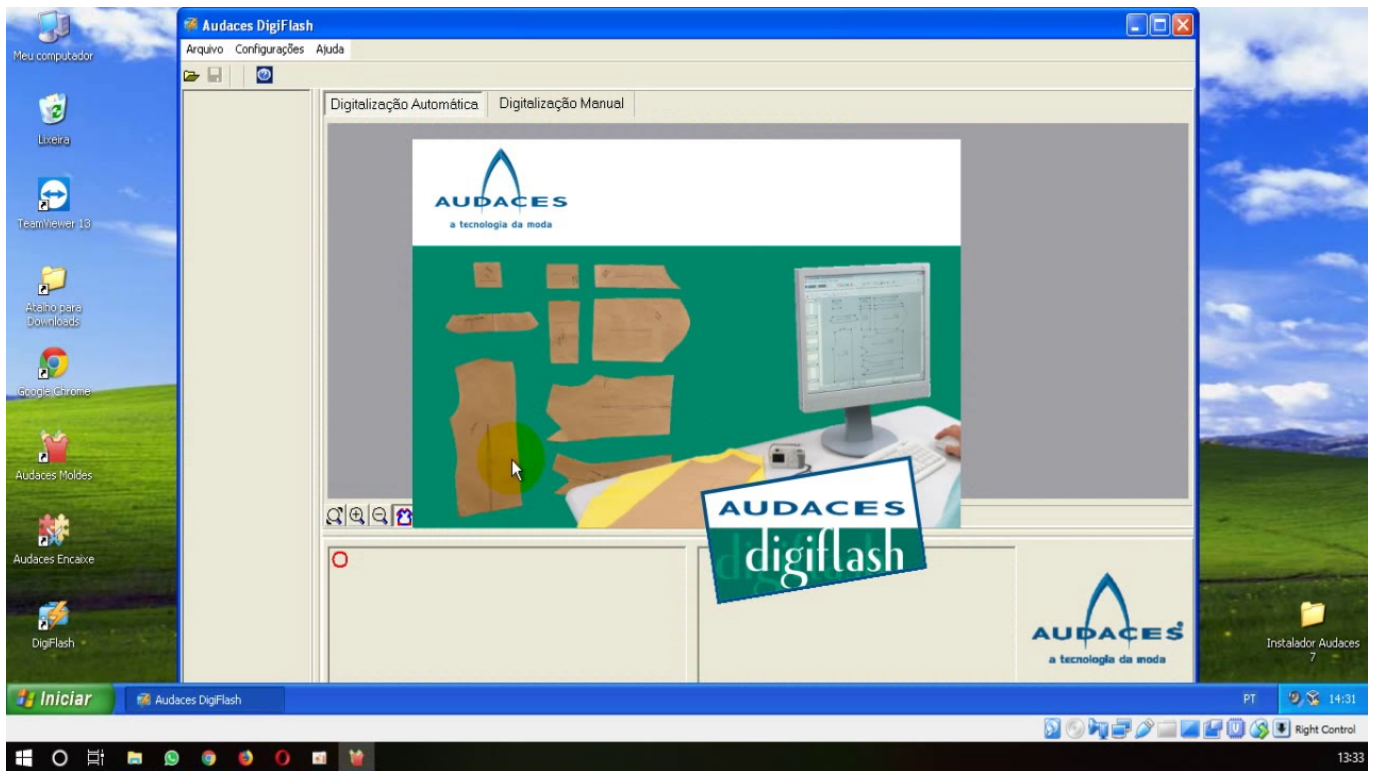 Meu computador
Lixeira
TeamViewer 13
Atalho para
Downloads
Google Chrome
Audaces Moldes
Audaces Encaixe
DigiFlash
Audaces DigiFlash
Arquivo Configurações Ajuda
Digitalização Automática Digitalização Manual
AUDACES
a tecnologia da moda
AUDACES
digiflash
AUDACES
a tecnologia da moda
Instalador Audaces
7
Iniciar Audaces DigiFlash PT 14:31
Right Control
13:33